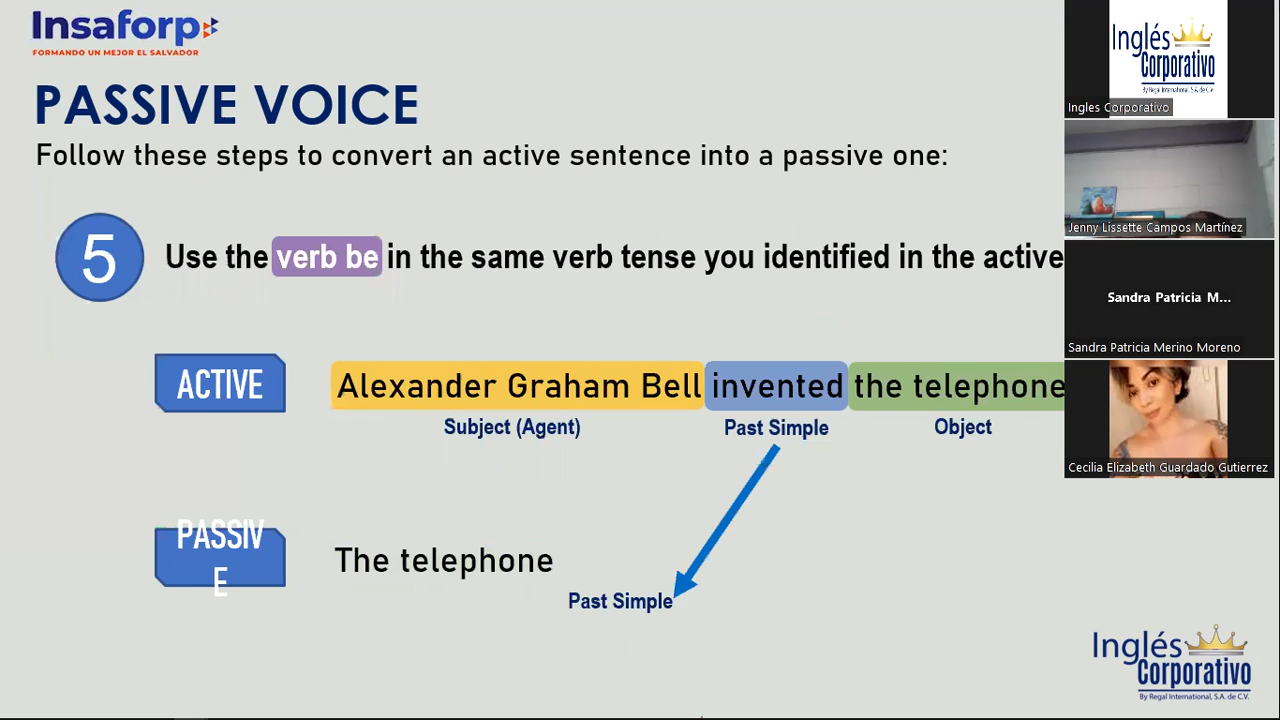 Insaforp
FORMANDO UN MEJOR EL SALVADOR
PASSIVE VOICE
Follow these steps to convert an active sentence into a passive one:
5
Use the verb be in the same verb tense you identified in the active
ACTIVE
Alexander Graham Bell invented the telephone
Subject (Agent) Past Simple Object
PASSIV
E
The telephone
Past Simple
Inglés
Corporativo
By Regal International, S.A. de C.V.
Ingles Corporativo
Jenny Lissette Campos Martínez
Sandra Patricia M...
Sandra Patricia Merino Moreno
Cecilia Elizabeth Guardado Gutierrez
Inglés
Corporativo
By Regal International, S.A. de C.V.